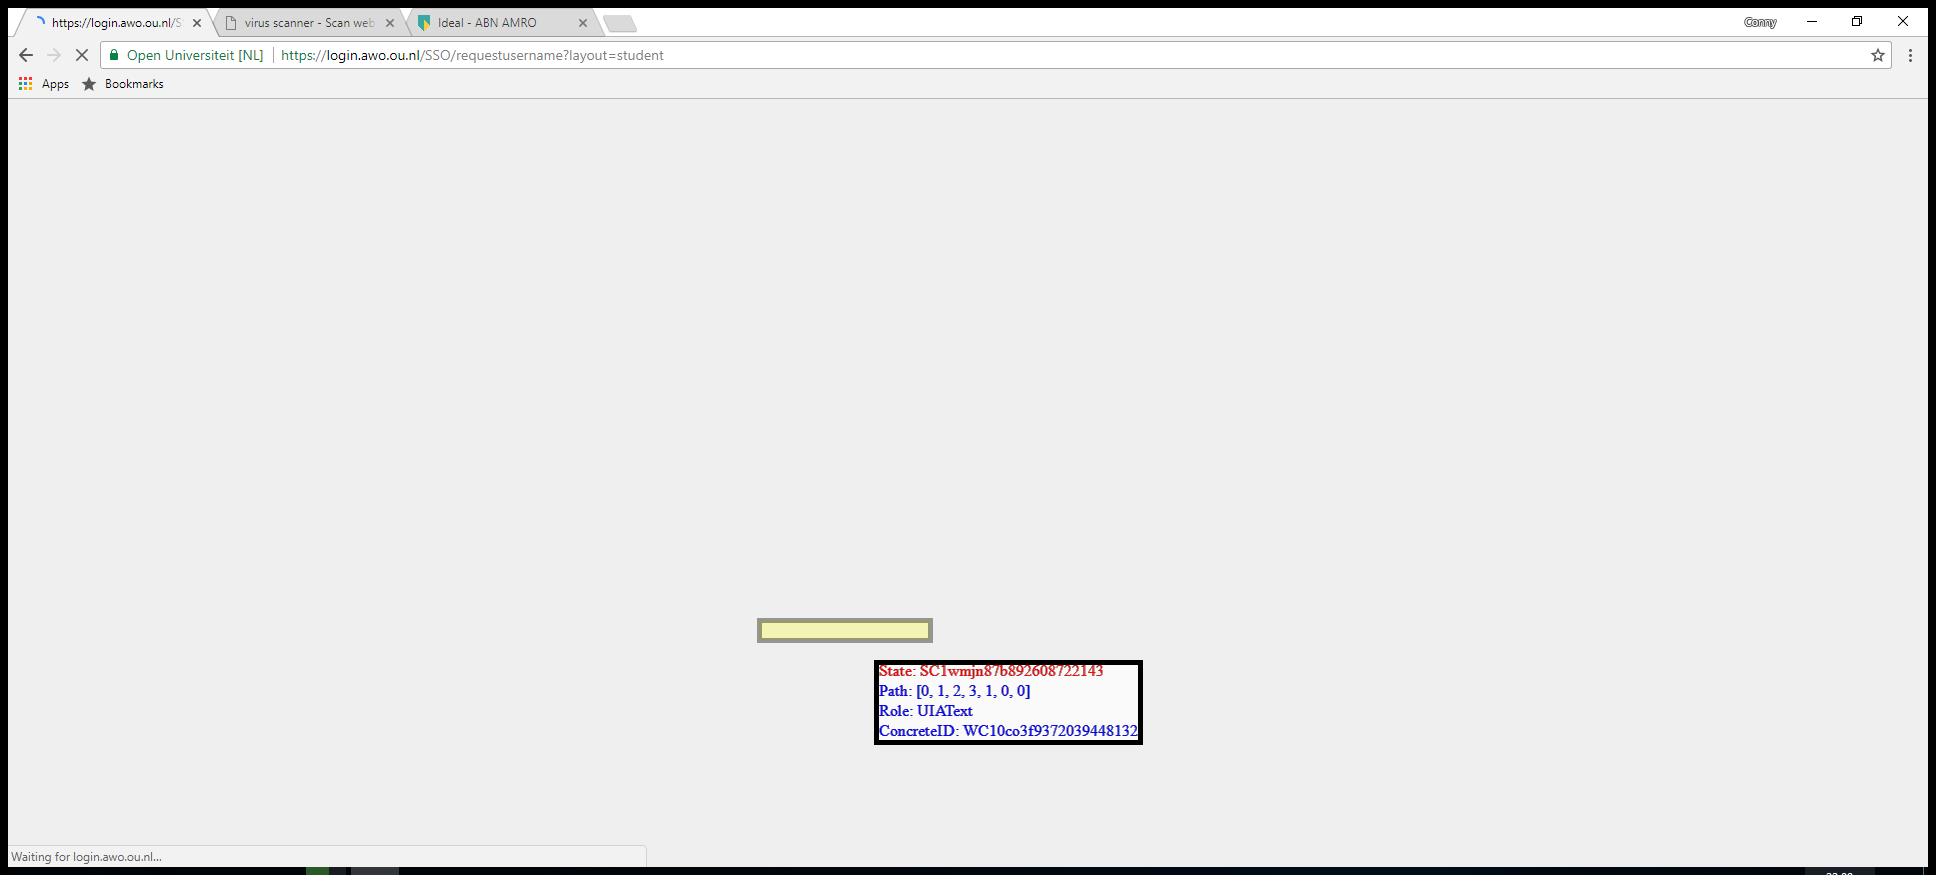 https://login.awo.ou.nl/S
virus scanner - Scan web
Ideal - ABN AMRO
Conny
Open Universiteit [NL]
https://login.awo.ou.nl/SSO/requestusername?layout=student
Apps
Bookmarks
State: SC1wmjn87b892608722143
Path: [0, 1, 2, 3, 1, 0, 0]
Role: UIAText
ConcreteID: WC10co3f9372039448132
Waiting for login.awo.ou.nl...